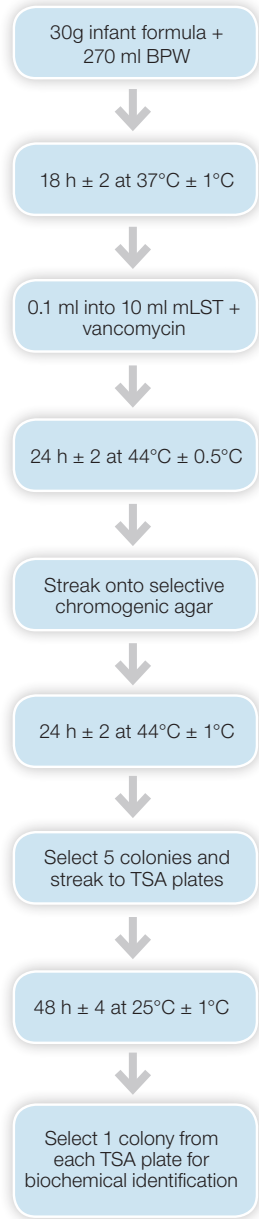 30g infant formula +
270 ml BPW
18 h ± 2 at 37°C ± 1°C
0.1 ml into 10 ml mLST +
vancomycin
24 h ± 2 at 44°C ± 0.5°C
Streak onto selective
chromogenic agar
24 h ± 2 at 44°C ± 1°C
Select 5 colonies and
streak to TSA plates
48 h ± 4 at 25°C ± 1°C
Select 1 colony from
each TSA plate for
biochemical identification